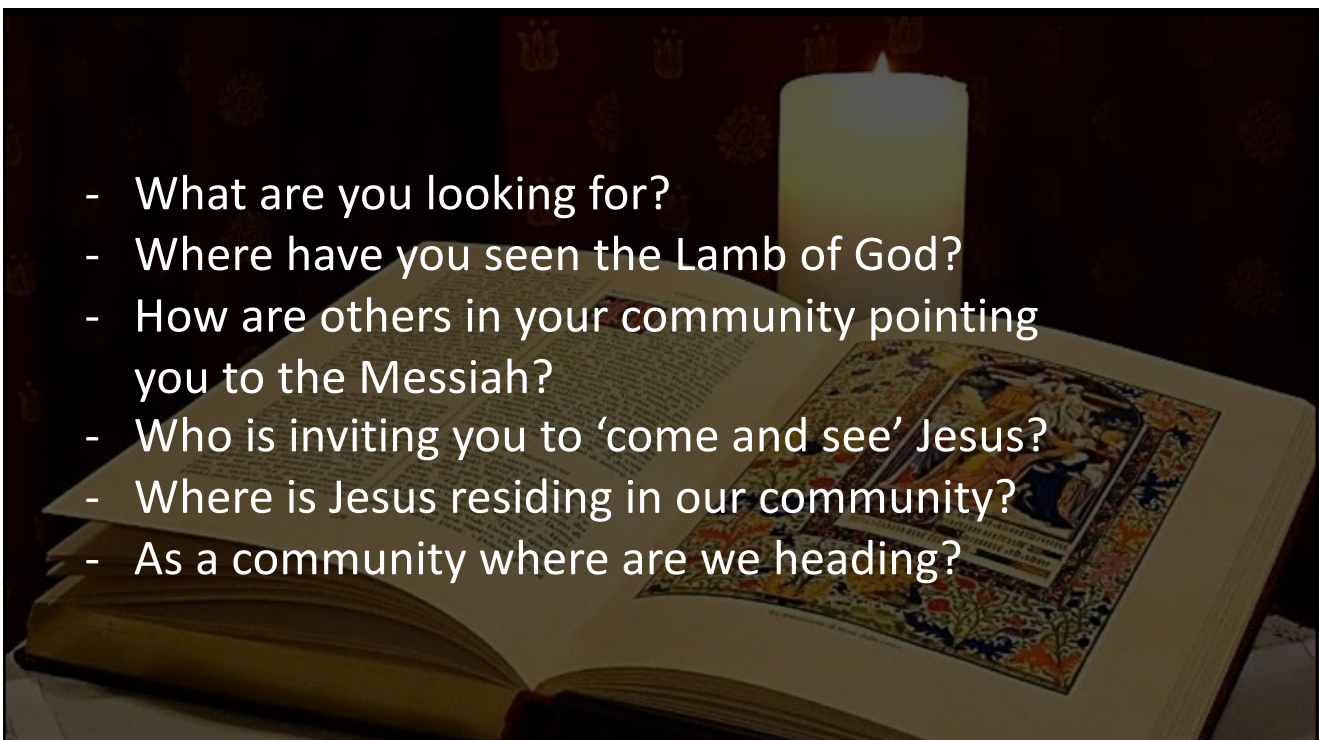 - What are you looking for?
- Where have you seen the Lamb of God?
- How are others in your community pointing
you to the Messiah?
- Who is inviting you to ‘come and see’ Jesus?
- Where is Jesus residing in our community?
- As a community where are we heading?